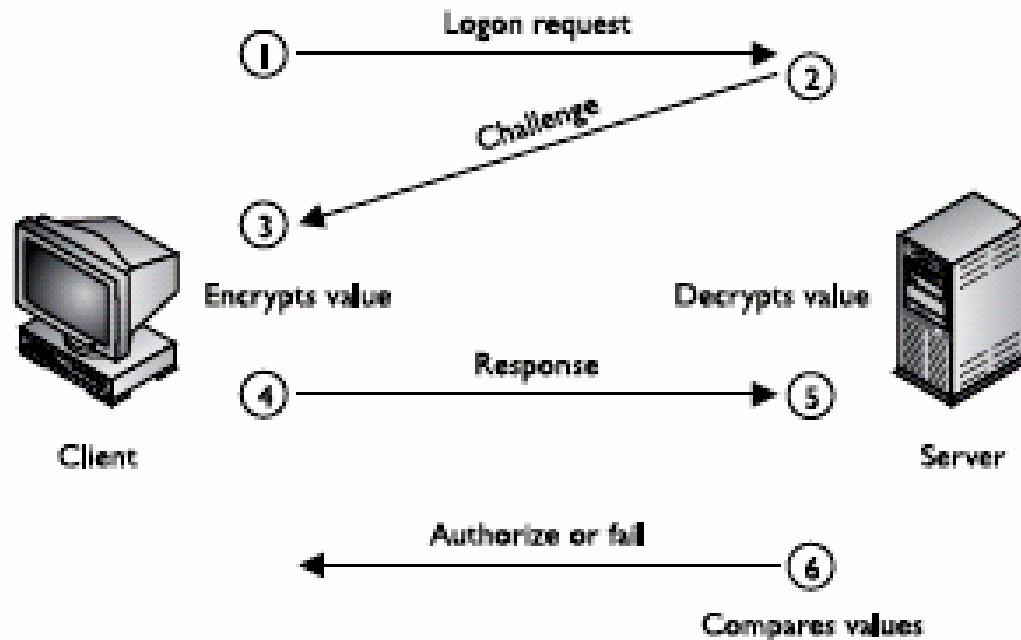 Logon request
1
2
Challenge
3
Encrypts value
Decrypts value
Response
4
5
Client
Server
Authorize or fail
6
Compares values